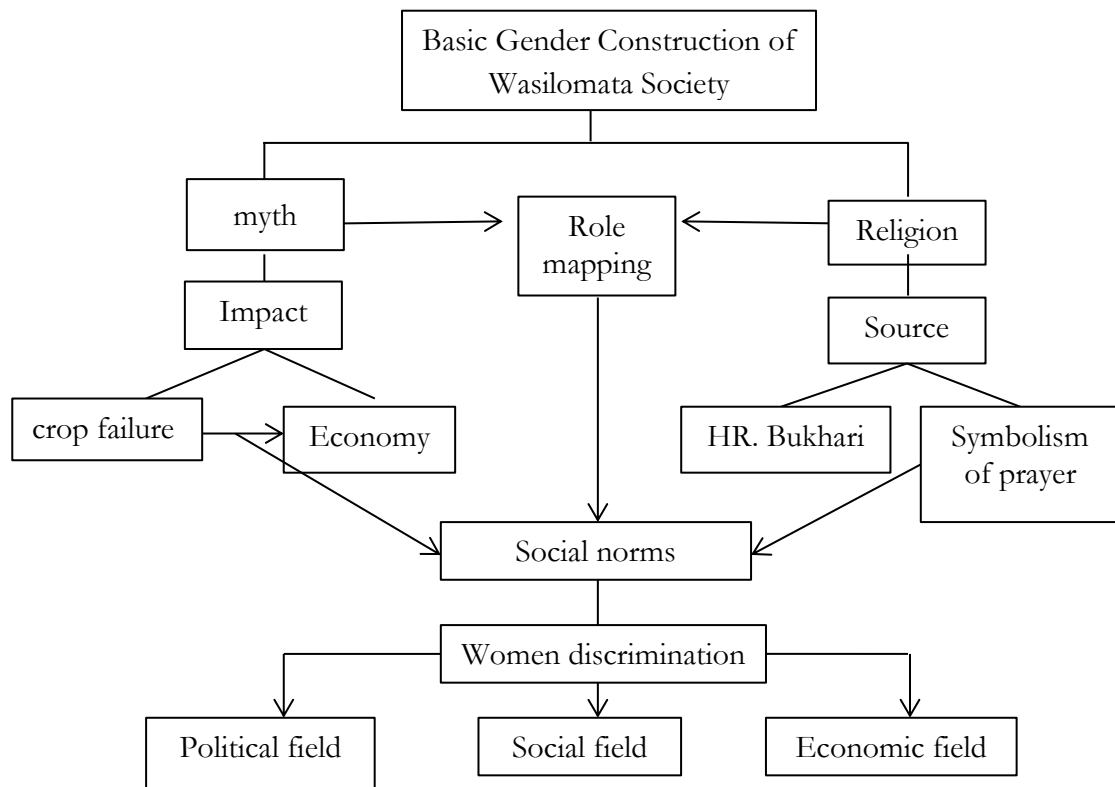 Basic Gender Construction of
Wasilomata Society
myth
Role
mapping
Religion
Impact
Source
crop failure
Economy
HR. Bukhari
Symbolism
of prayer
Social norms
Women discrimination
Political field
Social field
Economic field